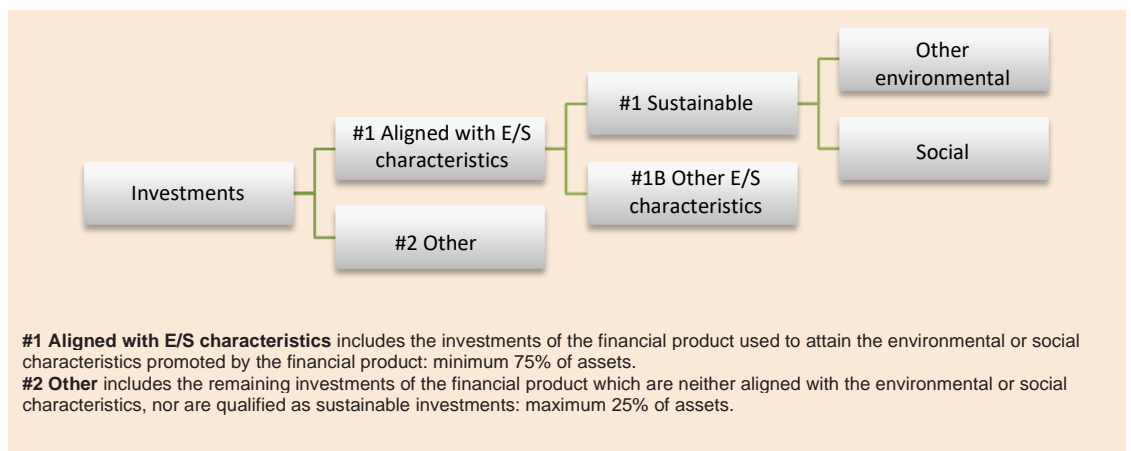 Other
environmental
#1 Sustainable
#1 Aligned with E/S
characteristics
Social
Investments
#1B Other E/S
characteristics
#2 Other
#1 Aligned with E/S characteristics includes the investments of the financial product used to attain the environmental or social
characteristics promoted by the financial product: minimum 75% of assets.
#2 Other includes the remaining investments of the financial product which are neither aligned with the environmental or social
characteristics, nor are qualified as sustainable investments: maximum 25% of assets.